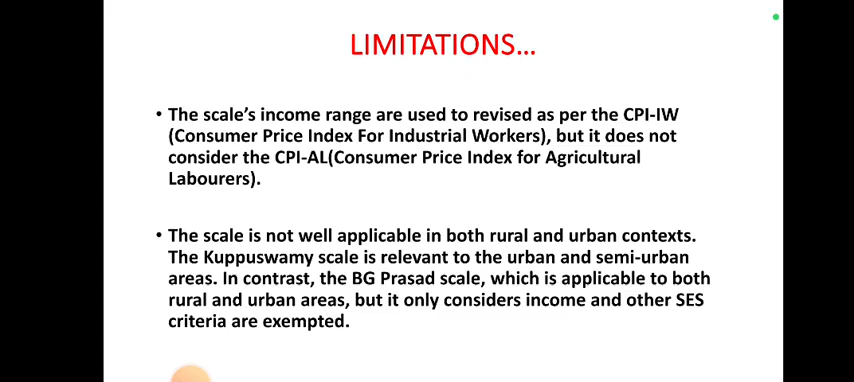 LIMITATIONS...
• The scale's income range are used to revised as per the CPI-IW
(Consumer Price Index For Industrial Workers), but it does not
consider the CPI-AL(Consumer Price Index for Agricultural
Labourers).
• The scale is not well applicable in both rural and urban contexts.
The Kuppuswamy scale is relevant to the urban and semi-urban
areas. In contrast, the BG Prasad scale, which is applicable to both
rural and urban areas, but it only considers income and other SES
criteria are exempted.